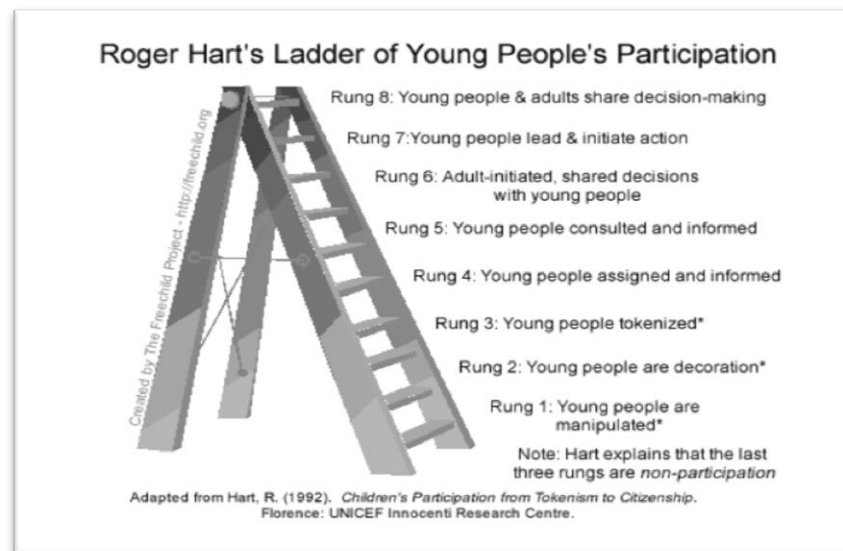 Roger Hart's Ladder of Young People's Participation
Rung 8: Young people & adults share decision-making
Rung 7:Young people lead & initiate action
Rung 6: Adult-initiated, shared decisions
with young people
Rung 5: Young people consulted and informed
Rung 4: Young people assigned and informed
Rung 3: Young people tokenized*
Rung 2: Young people are decoration*
Rung 1: Young people are
manipulated*
Note: Hart explains that the last
three rungs are non-participation
Created by The Freechild Project - http://freechild.org
Adapted from Hart, R. (1992). Children's Participation from Tokenism to Citizenship.
Florence: UNICEF Innocenti Research Centre.